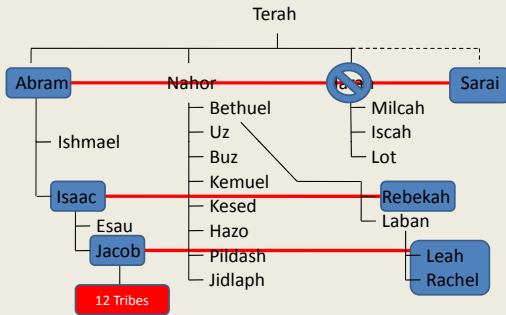 Terah
Abram Nahor Sarai
Bethuel Milcah
Uz Iscah
Ishmael Buz Lot
Kemuel
Isaac Rebekah
Kesed
Esau Hazo Laban
Jacob Pildash Leah
Jidlaph Rachel
12 Tribes